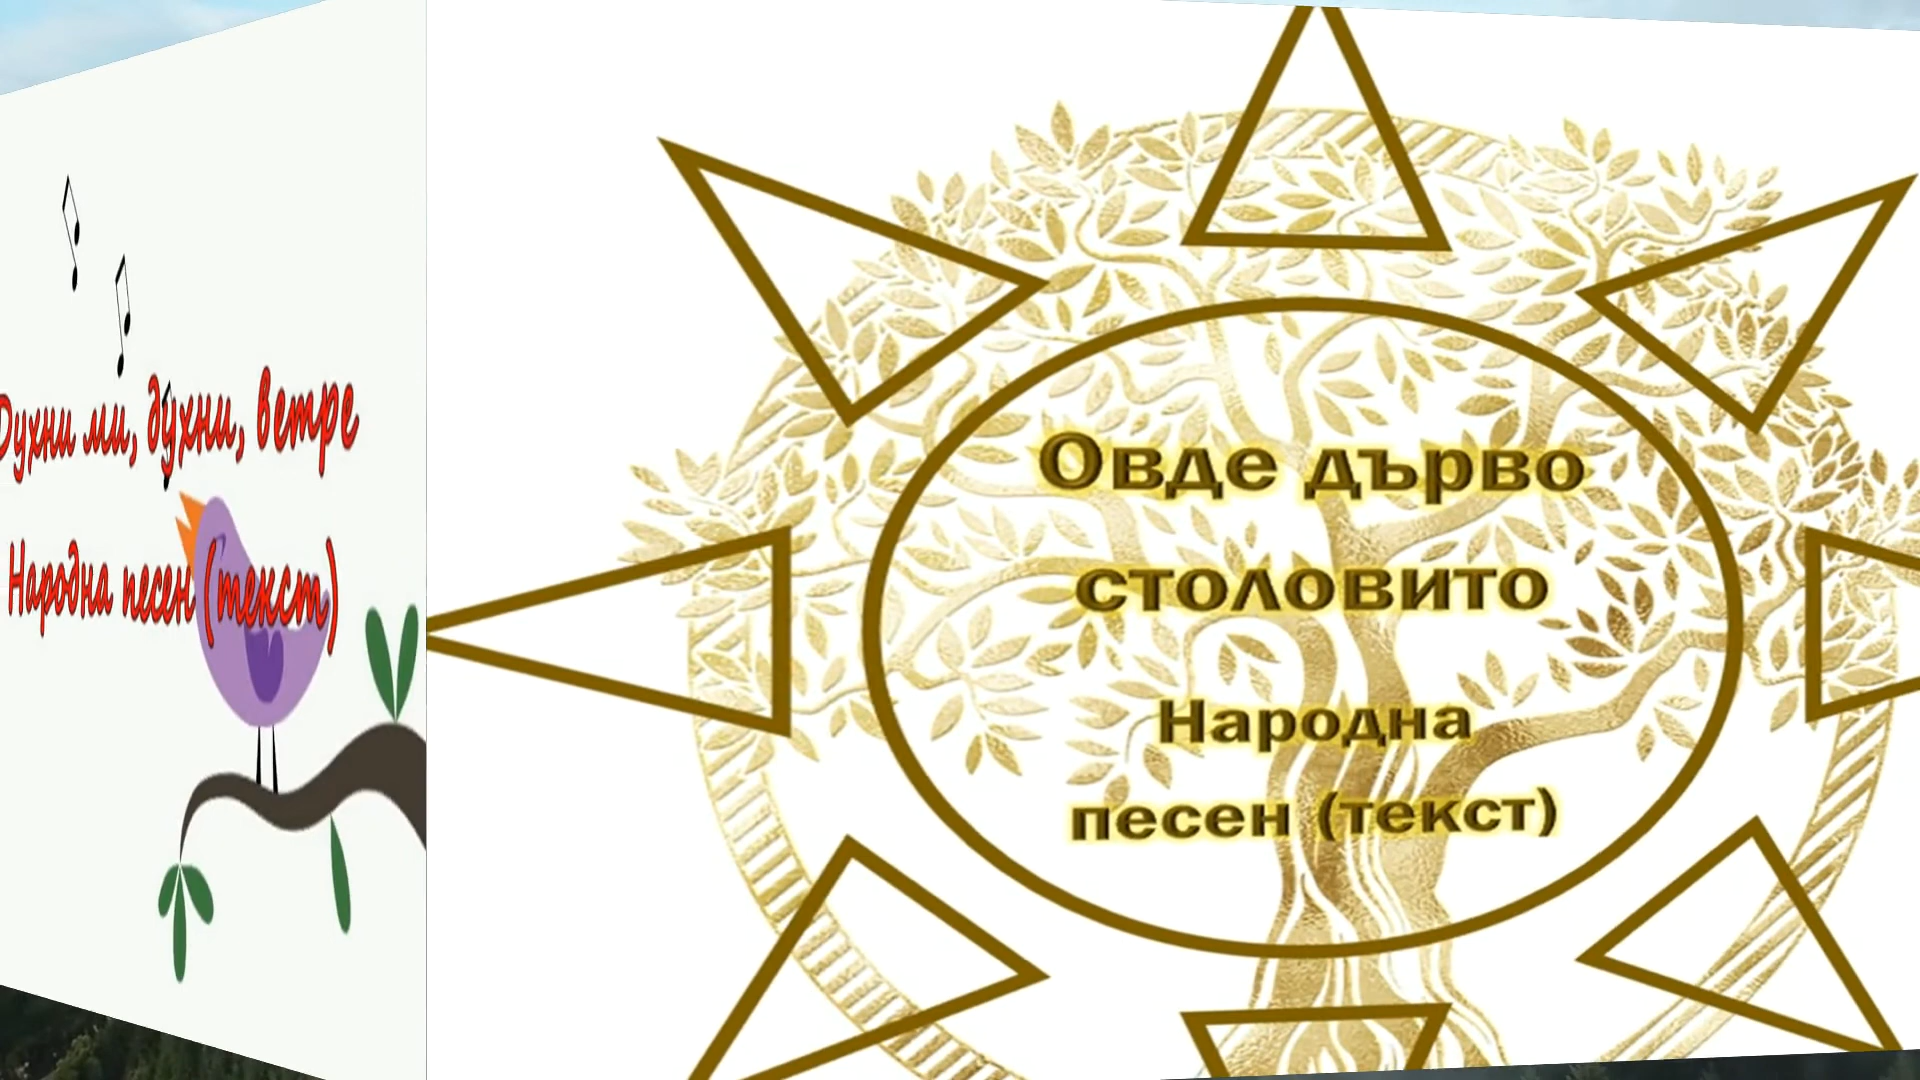 Духни ми, духни, ветре
Народна песен (текст)
Овде дърво
столовито
Народна
песен (текст)